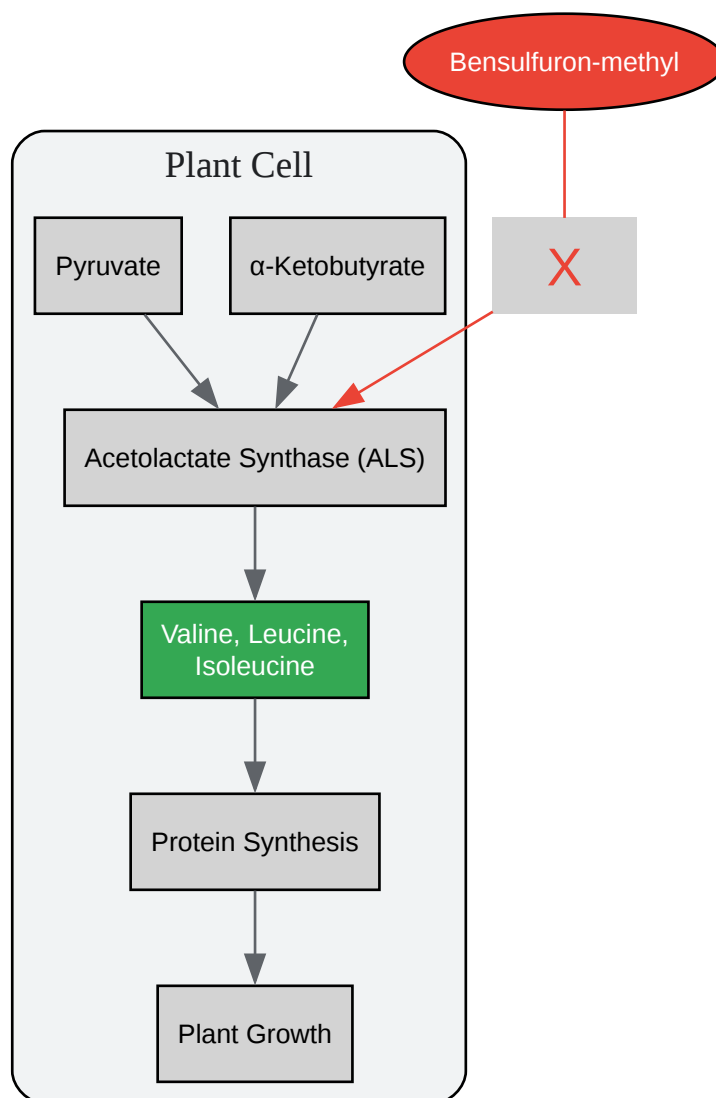 Bensulfuron-methyl
Plant Cell
Pyruvate
α-Ketobutyrate
X
Acetolactate Synthase (ALS)
Valine, Leucine,
Isoleucine
Protein Synthesis
Plant Growth